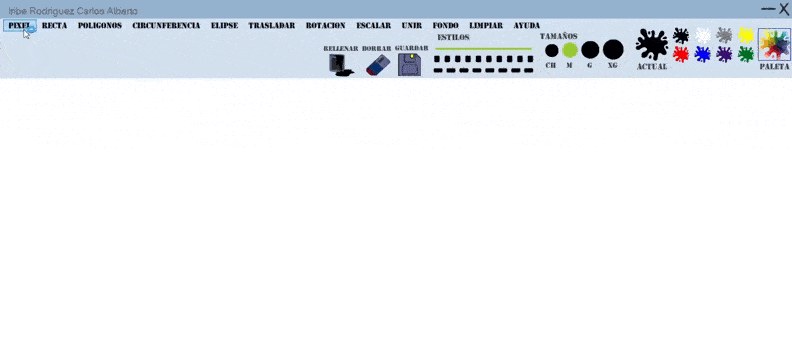 Iribe Rodriguez Carlos Alberto
PIXEL RECTA POLIGONOS CIRCUNFERENCIA ELIPSE TRASLADAR ROTACION ESCALAR UNIR FONDO LIMPIAR AYUDA
ESTILOS TAMAÑOS
RELLENAR BORRAR GUARDAR
CH M G XG ACTUAL PALETA